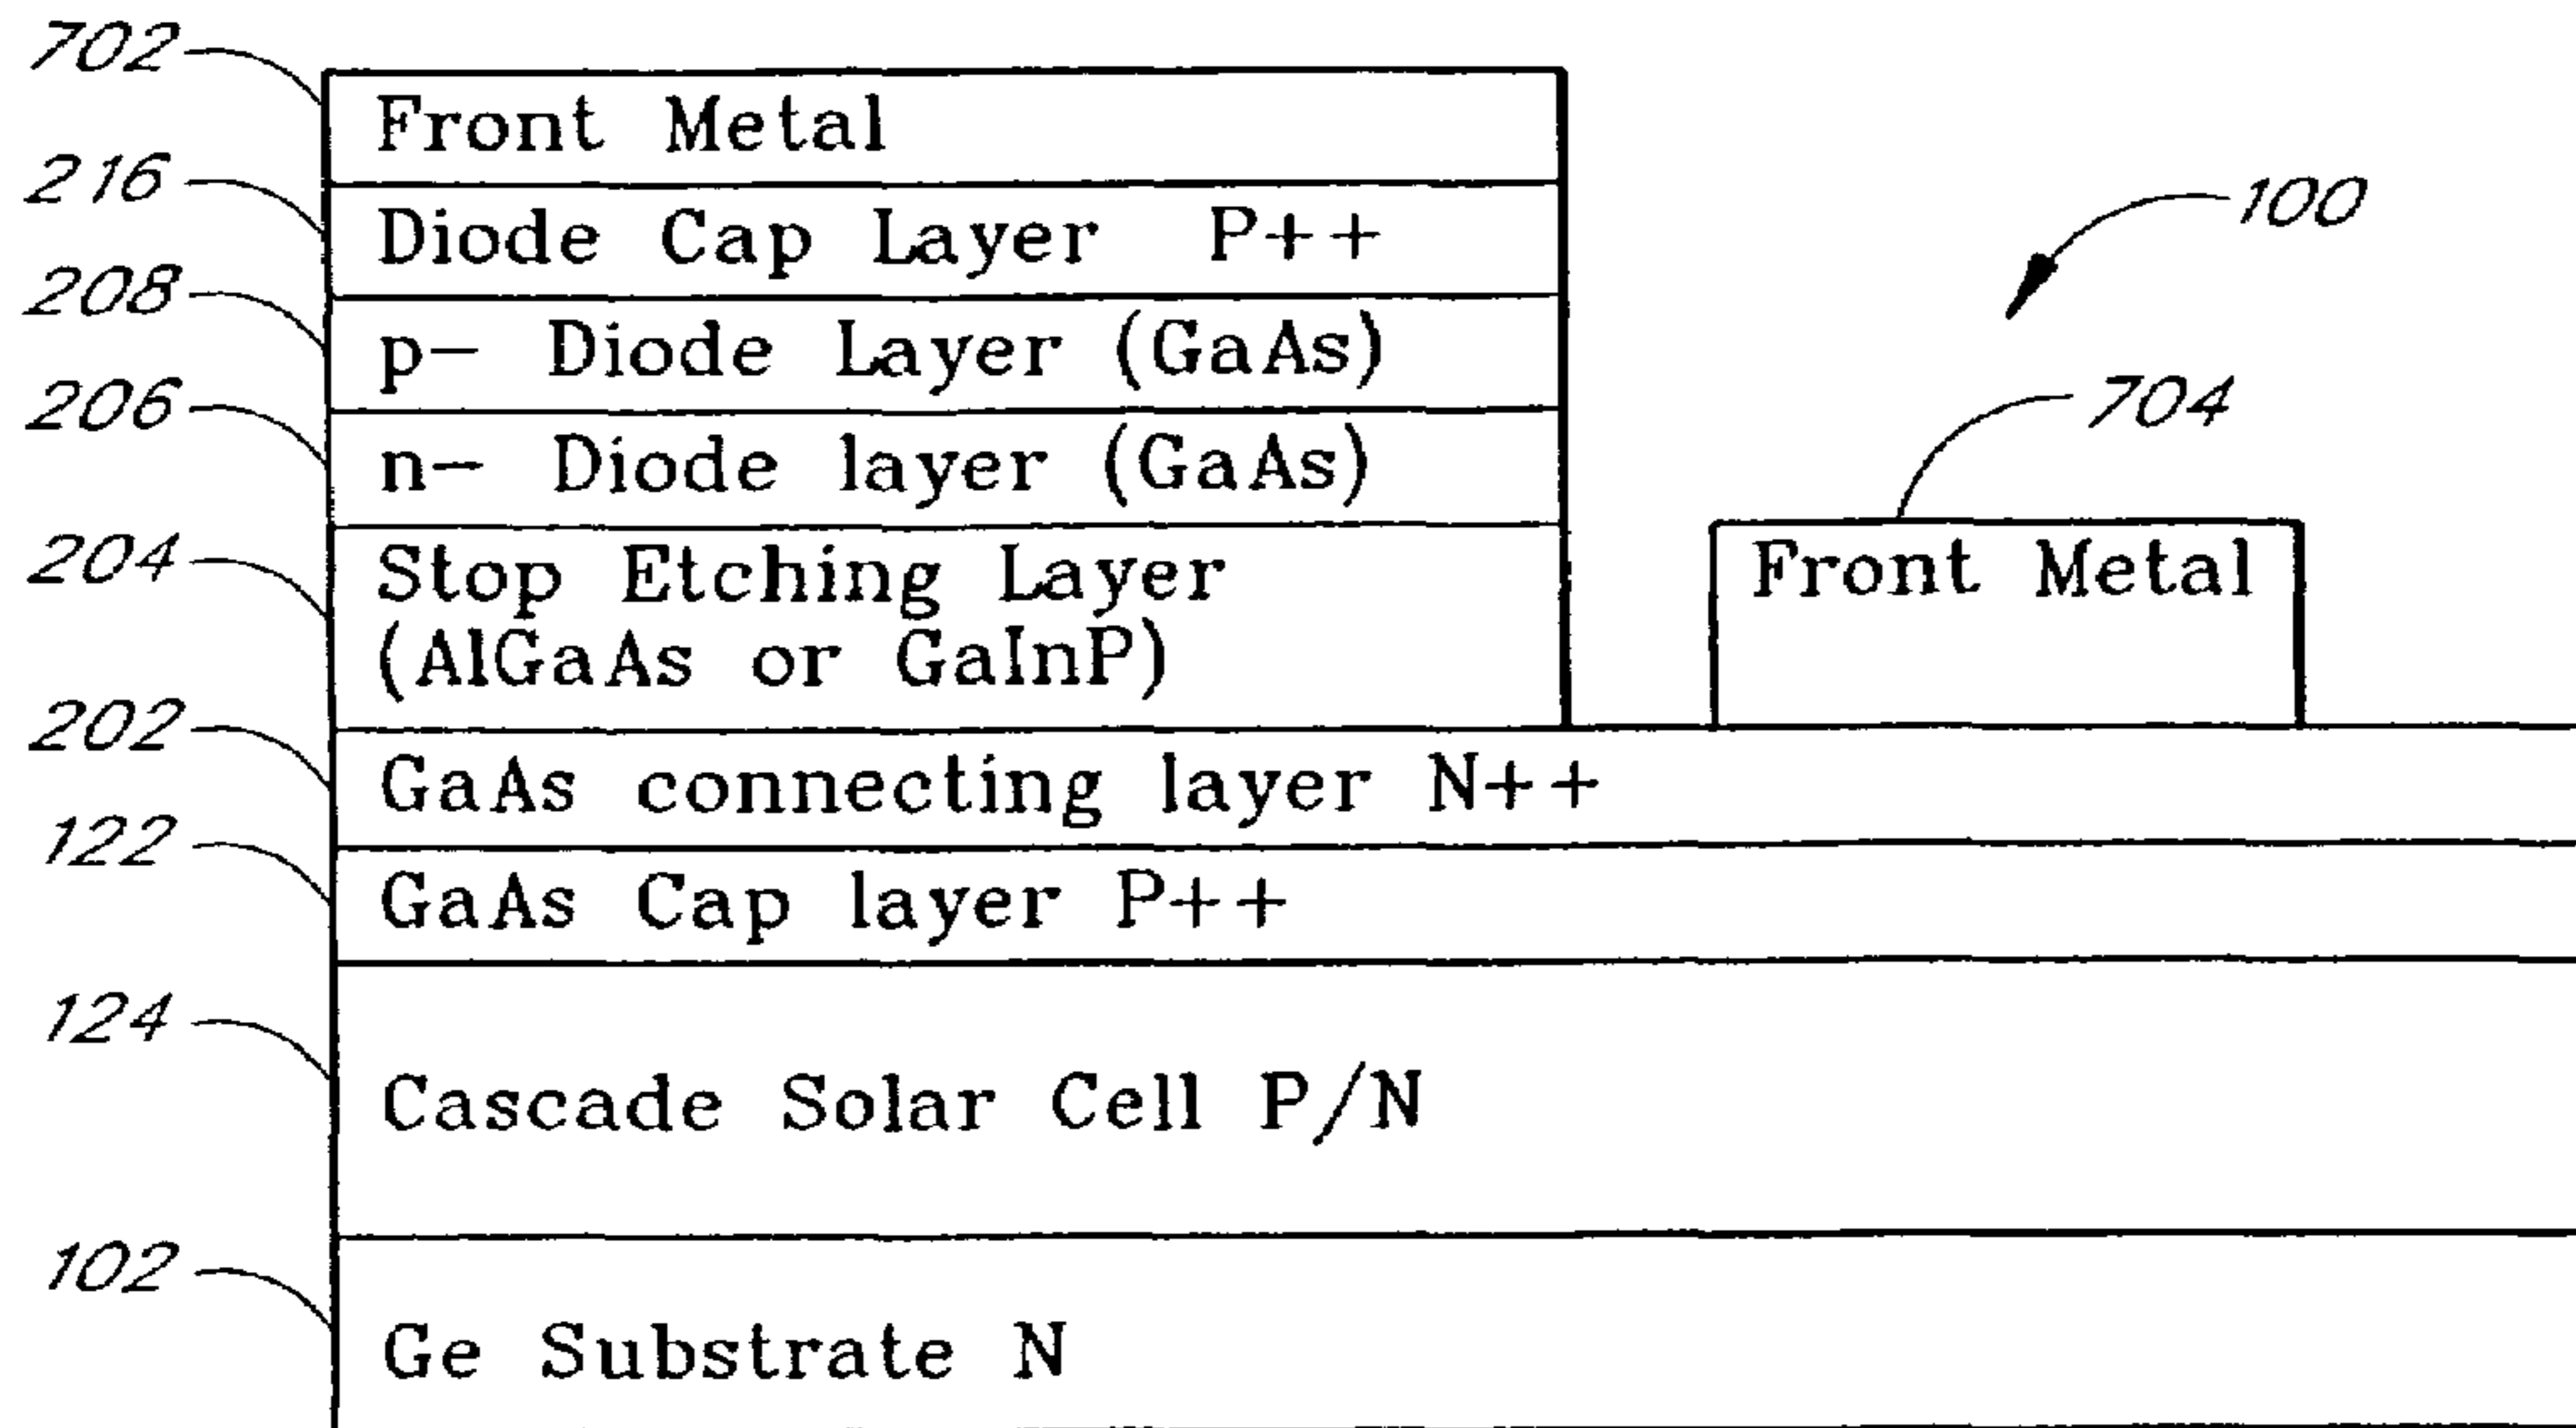 702
Front Metal
216
Diode Cap Layer P++
100
208
p- Diode Layer (GaAs)
206
n- Diode layer (GaAs)
704
204
Stop Etching Layer
(AlGaAs or GaInP)
Front Metal
202
GaAs connecting layer N++
122
GaAs Cap layer P++
124
Cascade Solar Cell P/N
102
Ge Substrate N